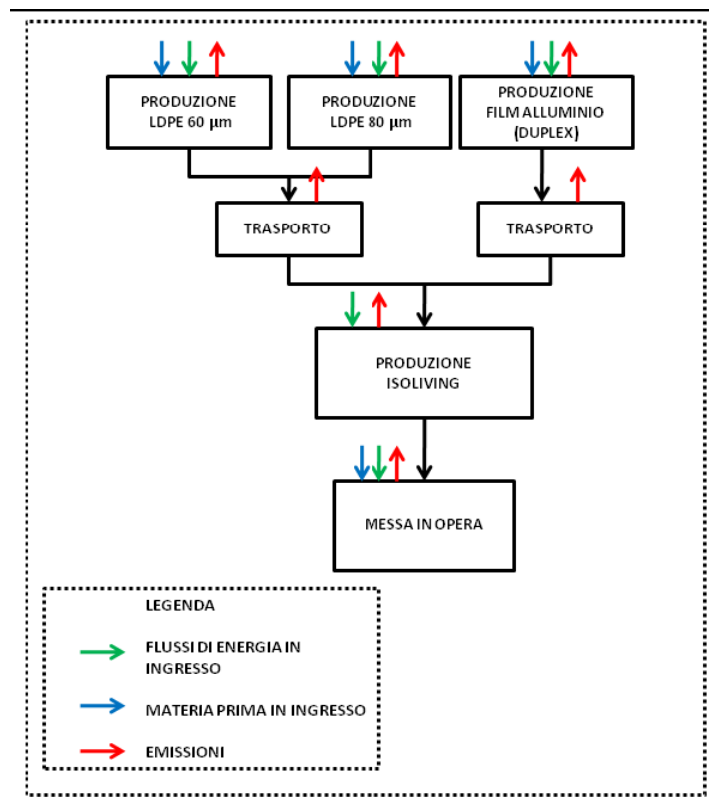 PRODUZIONE
LDPE 60 μm
PRODUZIONE
LDPE 80 μm
PRODUZIONE
FILM ALLUMINIO
(DUPLEX)
TRASPORTO
TRASPORTO
PRODUZIONE
ISOLIVING
MESSA IN OPERA
LEGENDA
FLUSSI DI ENERGIA IN
INGRESSO
MATERIA PRIMA IN INGRESSO
EMISSIONI